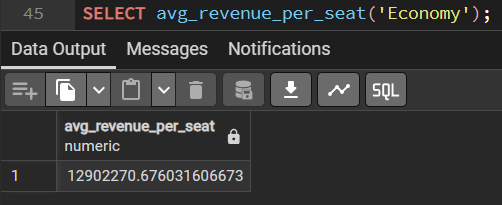 45 SELECT avg_revenue_per_seat('Economy');
Data Output Messages Notifications
SQL
avg_revenue_per_seat
numeric
1 12902270.676031606673